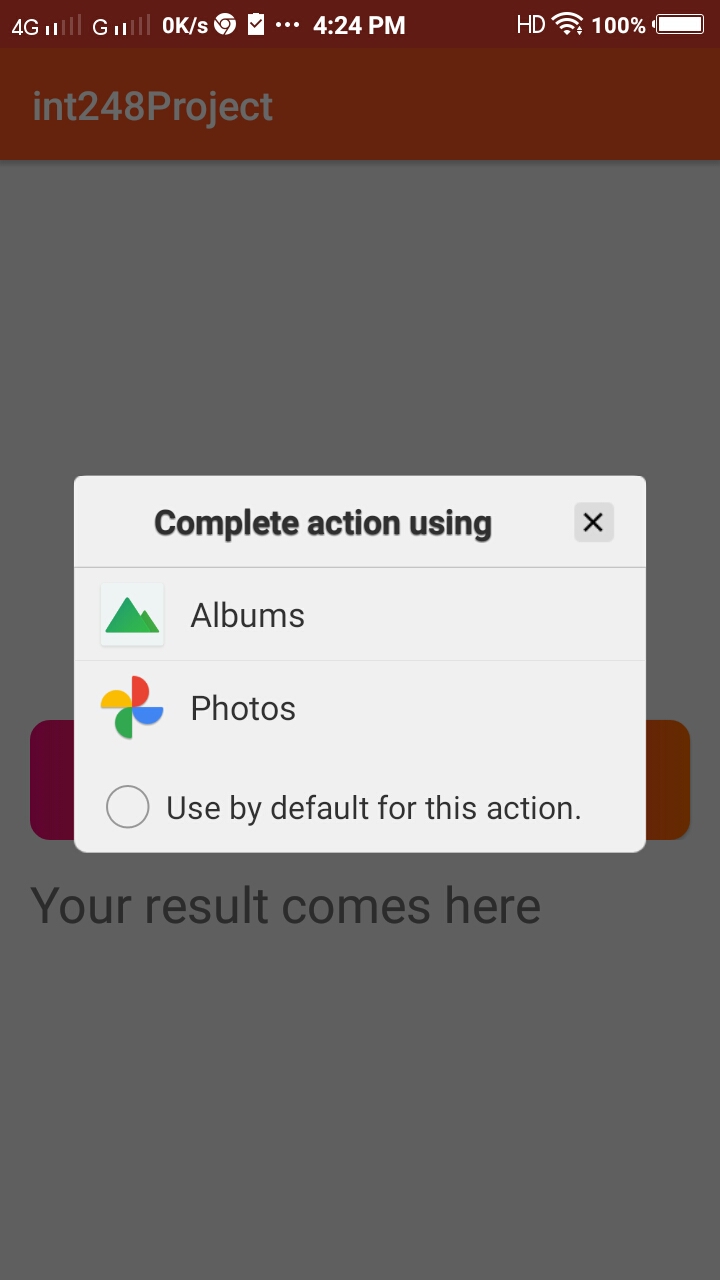 4G G 0K/s 4:24 PM HD 100%
int248Project
Complete action using
Albums
Photos
Use by default for this action.
Your result comes here